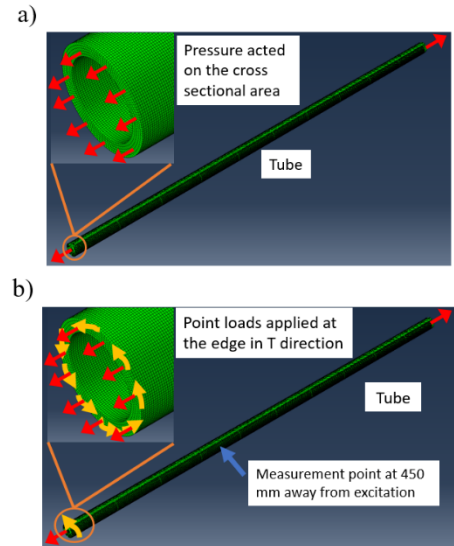 a)
Pressure acted
on the cross
sectional area
Tube
b)
Point loads applied at
the edge in T direction
Tube
Measurement point at 450
mm away from excitation